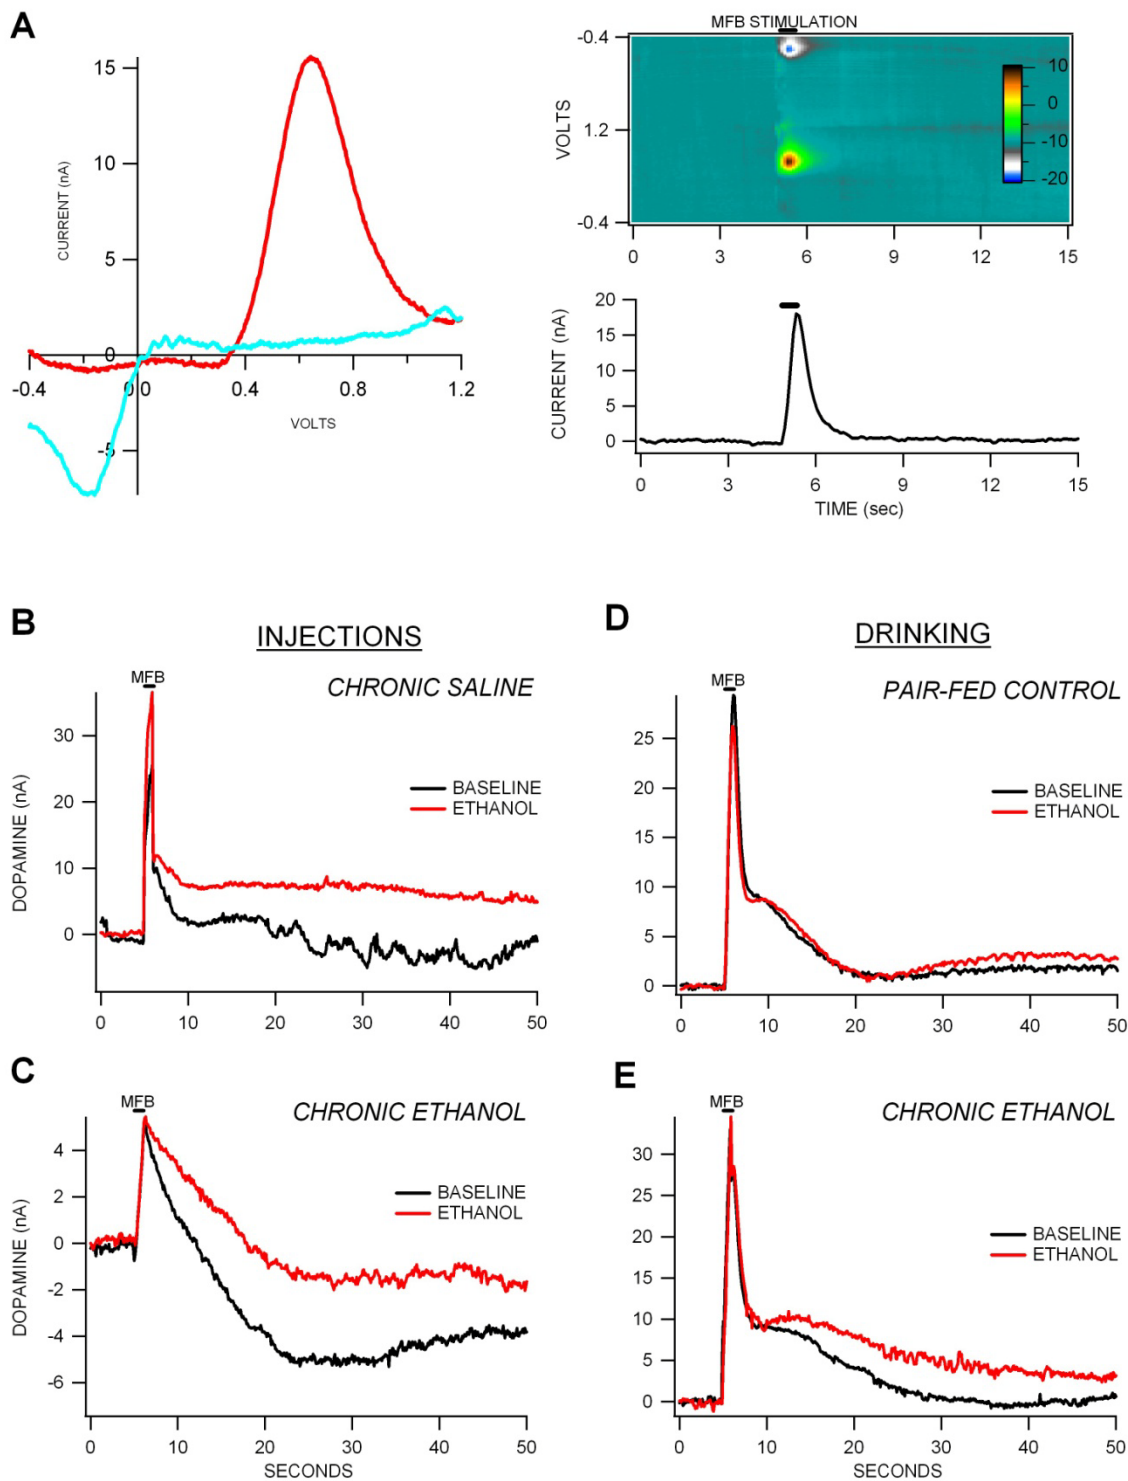 A
CURRENT (nA)
15
10
5
0
-5
-0.4
0.0
0.4
0.8
1.2
VOLTS
MFB STIMULATION
VOLTS
-0.4
1.2
-0.4
10
0
-10
-20
0 3 6 9 12 15
CURRENT (nA)
20
15
10
5
0
0 3 6 9 12 15
TIME (sec)
B
INJECTIONS
CHRONIC SALINE
MFB
BASELINE
ETHANOL
DOPAMINE (nA)
30
20
10
0
0 10 20 30 40 50
D
DRINKING
PAIR-FED CONTROL
MFB
BASELINE
ETHANOL
25
20
15
10
5
0
0 10 20 30 40 50
C
CHRONIC ETHANOL
MFB
BASELINE
ETHANOL
DOPAMINE (nA)
4
2
0
-2
-4
-6
0 10 20 30 40 50
SECONDS
E
CHRONIC ETHANOL
MFB
BASELINE
ETHANOL
30
25
20
15
10
5
0
0 10 20 30 40 50
SECONDS